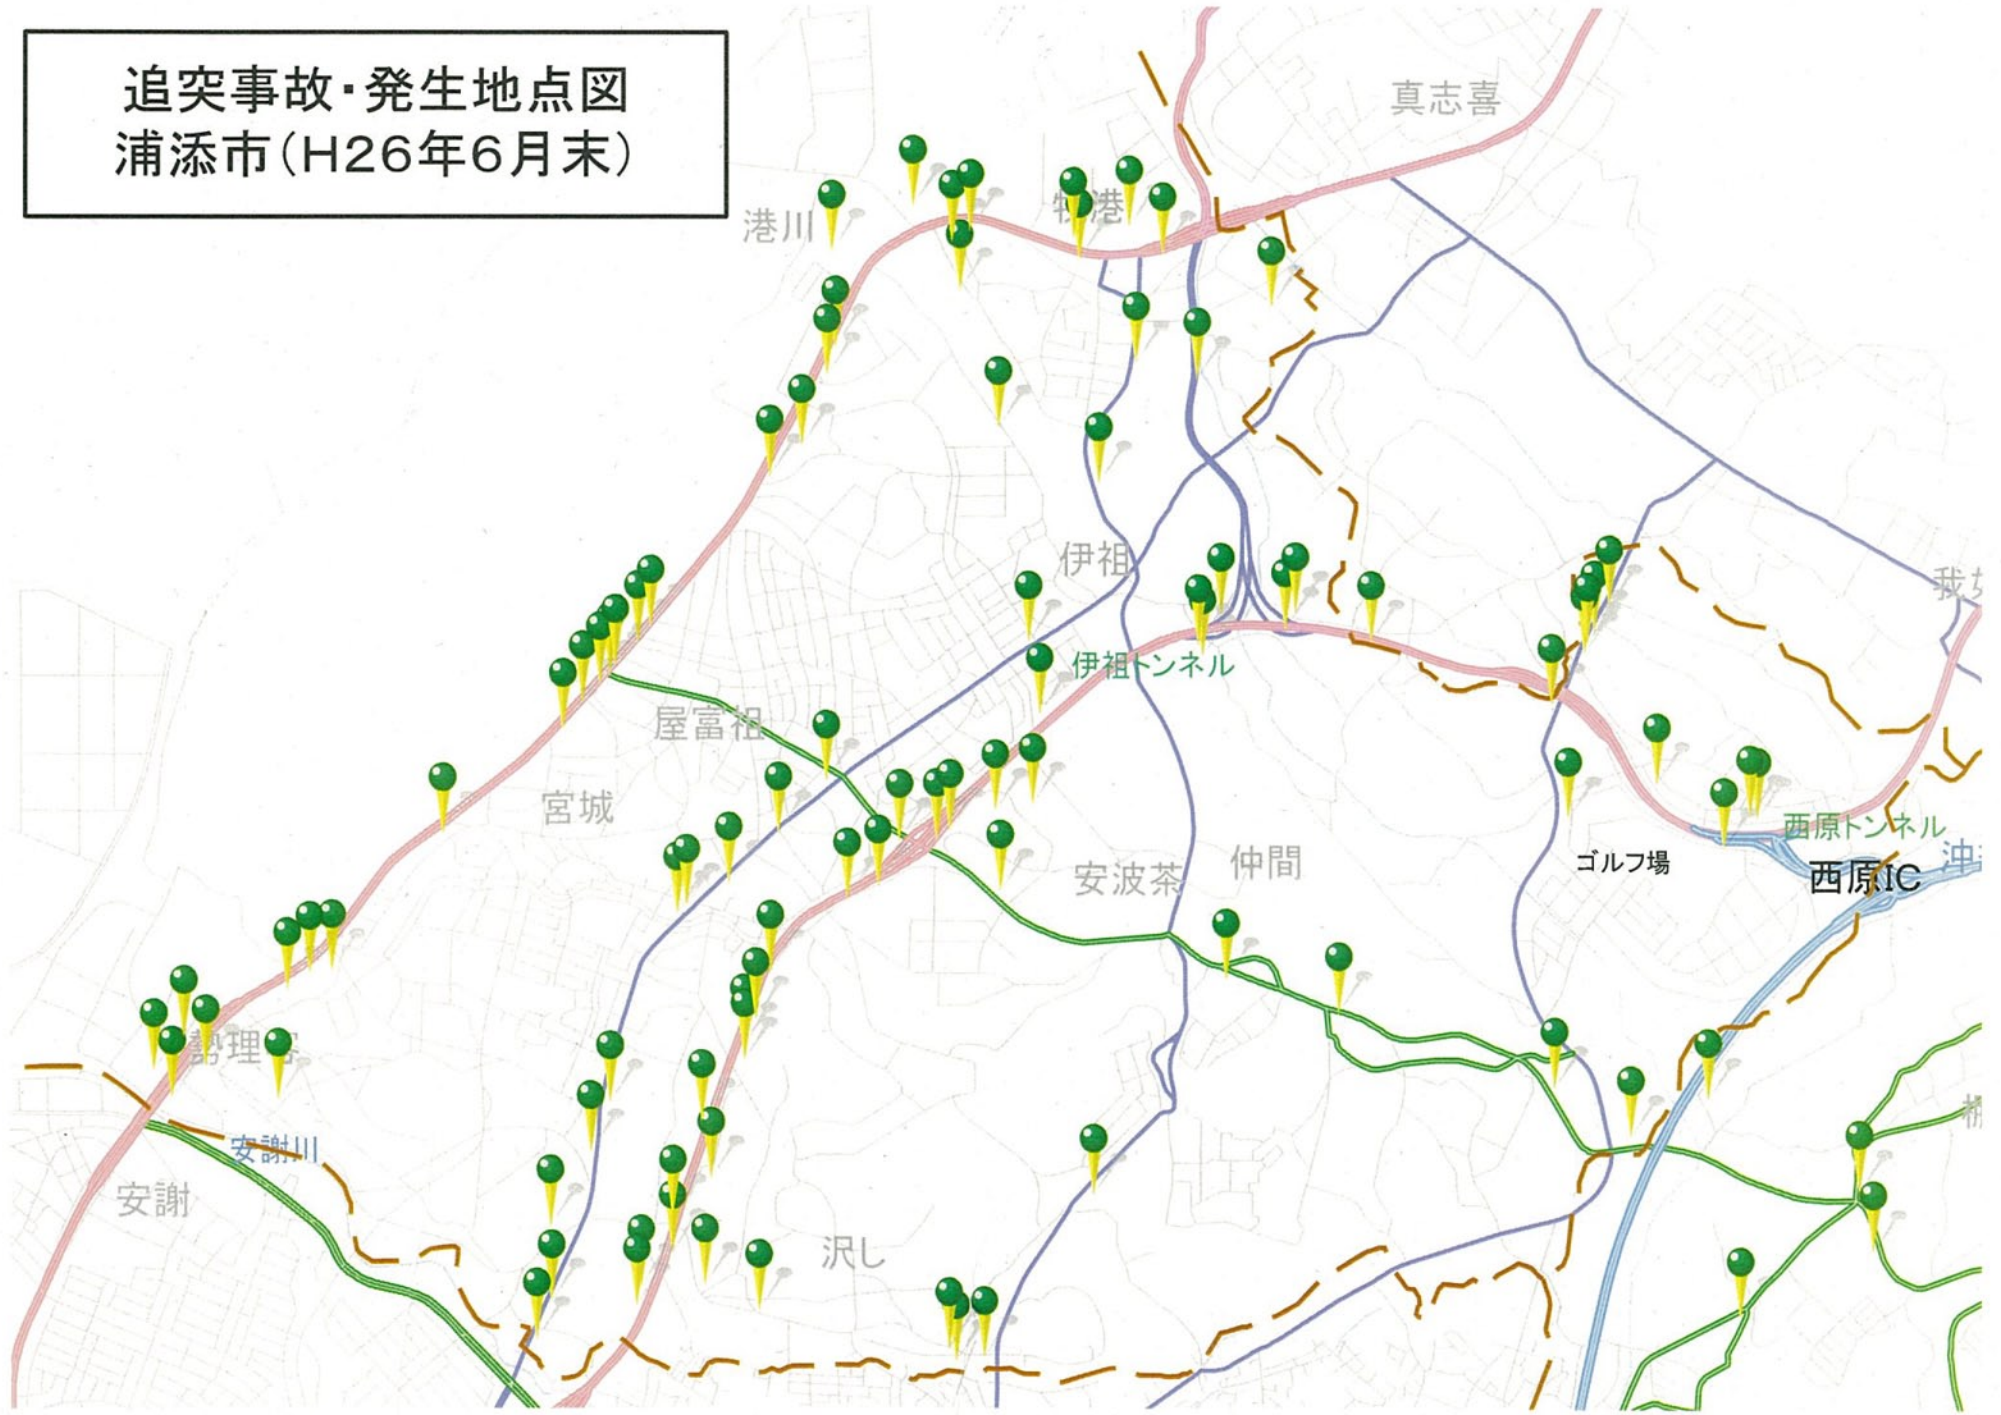 追突事故・発生地点図
浦添市(H26年6月末)
真志喜
港川
牧港
伊祖
我如
伊祖トンネル
屋富祖
宮城
西原トンネル
ゴルフ場
西原IC
沖
安波茶
仲間
勢理客
安謝川
安謝
沢し